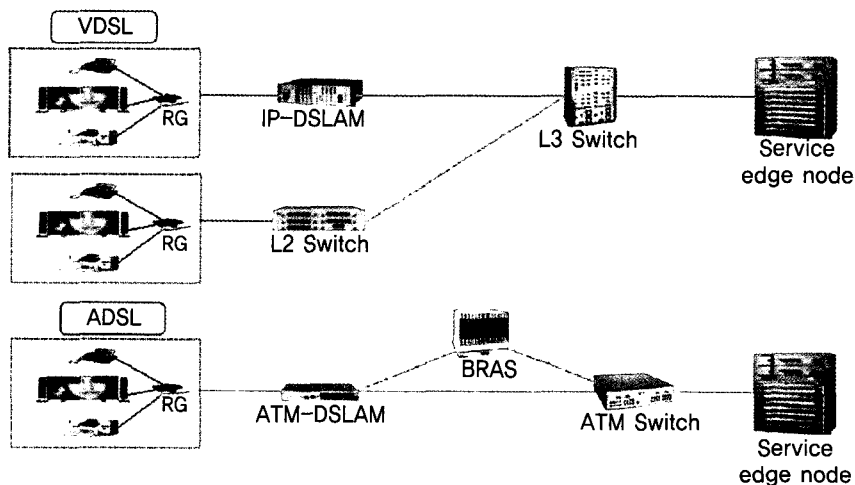 VDSL
RG
IP-DSLAM
L3 Switch
Service
edge node
RG
L2 Switch
ADSL
RG
ATM-DSLAM
BRAS
ATM Switch
Service
edge node